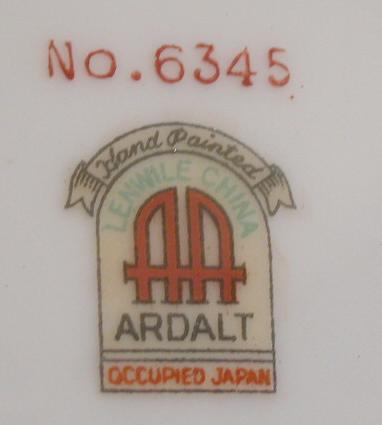 No.6345
Hand Painted
LENWILE CHINA
AA
ARDALT
OCCUPIED JAPAN